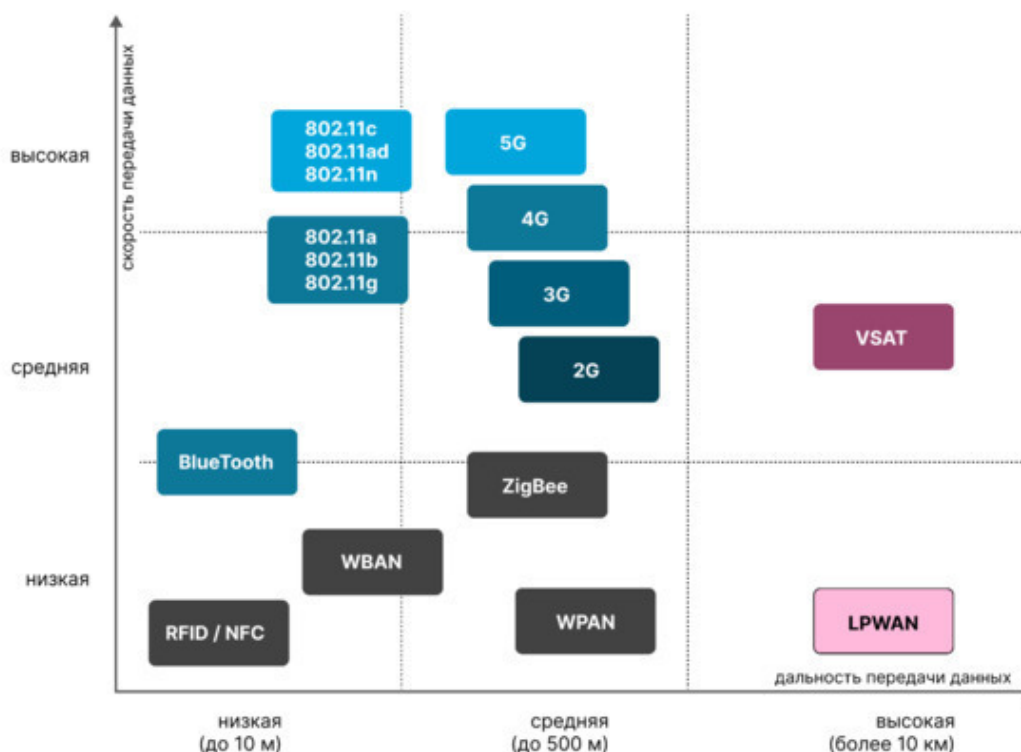 скорость передачи данных
высокая
средняя
низкая
802.11c
802.11ad
802.11n
5G
4G
802.11a
802.11b
802.11g
3G
VSAT
2G
BlueTooth
ZigBee
WBAN
RFID / NFC
WPAN
LPWAN
дальность передачи данных
низкая
(до 10 м)
средняя
(до 500 м)
высокая
(более 10 км)